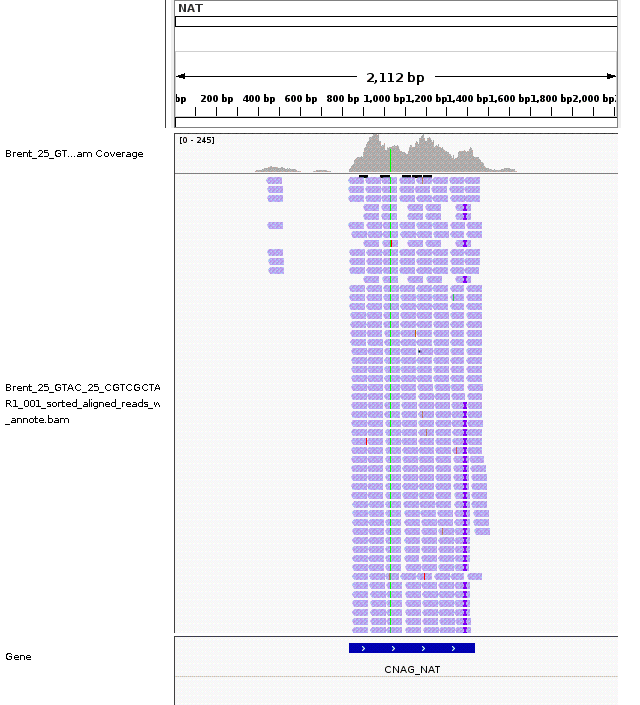 NAT
2,112 bp
bp 200 bp 400 bp 600 bp 800 bp 1,000 bp 1,200 bp 1,400 bp 1,600 bp 1,800 bp 2,000 bp
[0 - 245]
Brent_25_GT...am Coverage
Brent_25_GTAC_25_CGTCGCTA
R1_001_sorted_aligned_reads_w
_annote.bam
Gene
CNAG_NAT